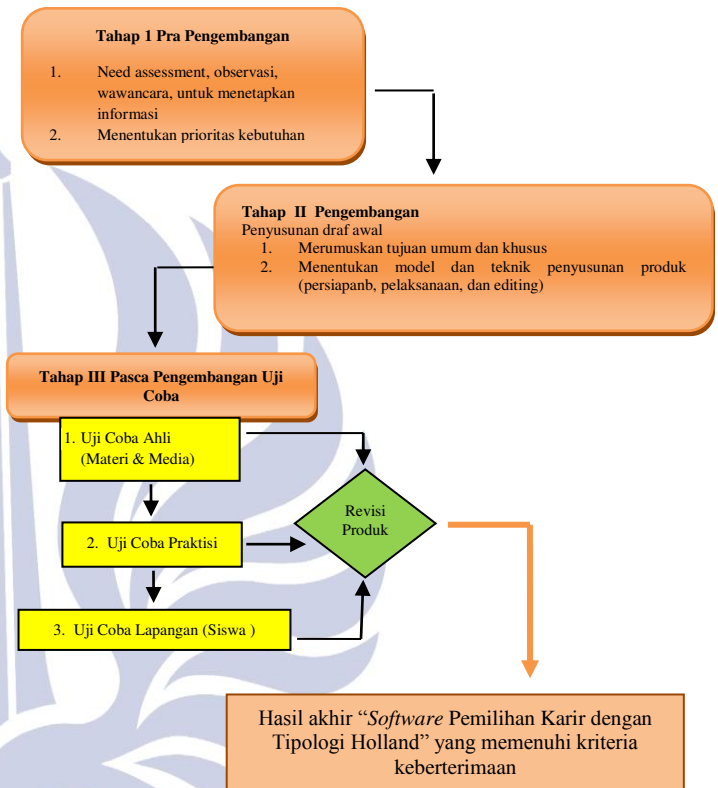 Tahap 1 Pra Pengembangan
1. Need assessment, observasi,
wawancara, untuk menetapkan
informasi
2. Menentukan prioritas kebutuhan
Tahap II Pengembangan
Penyusunan draf awal
1. Merumuskan tujuan umum dan khusus
2. Menentukan model dan teknik penyusunan produk
(persiapanb, pelaksanaan, dan editing)
Tahap III Pasca Pengembangan Uji
Coba
1. Uji Coba Ahli
(Materi & Media)
2. Uji Coba Praktisi
3. Uji Coba Lapangan (Siswa )
Revisi
Produk
Hasil akhir “Software Pemilihan Karir dengan
Tipologi Holland” yang memenuhi kriteria
keberterimaan